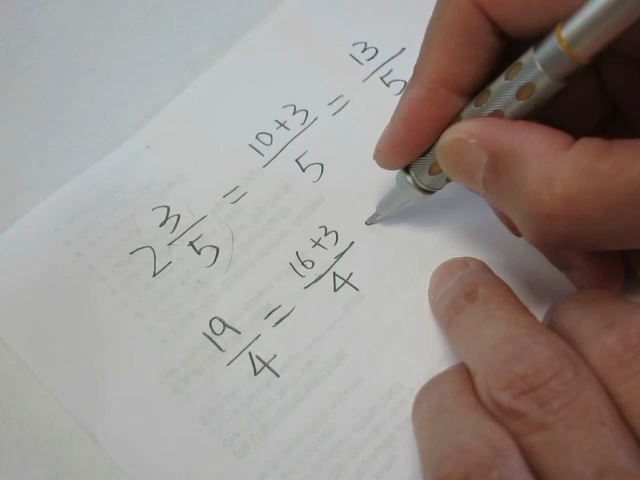 2 3/5 = 10+3/5 = 13/5
19/4 = 16+3/4